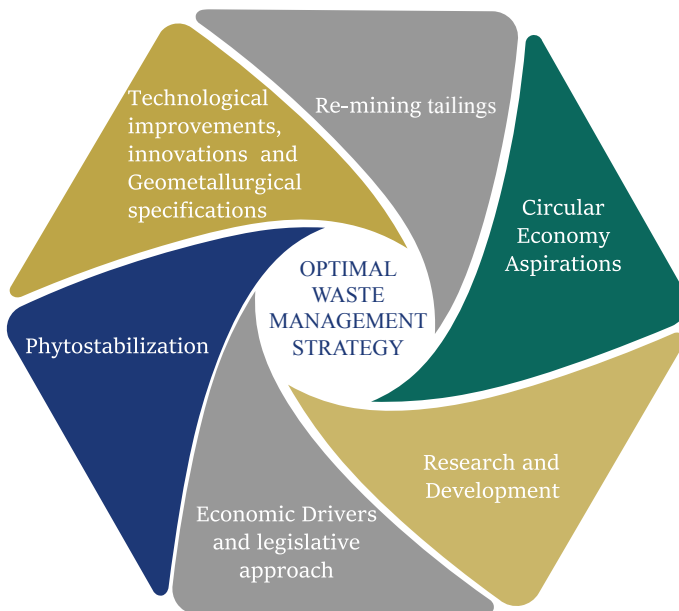 Technological
improvements,
innovations and
Geometallurgical
specifications
Re-mining tailings
Circular
Economy
Aspirations
OPTIMAL
WASTE
MANAGEMENT
STRATEGY
Phytostabilization
Research and
Development
Economic Drivers
and legislative
approach